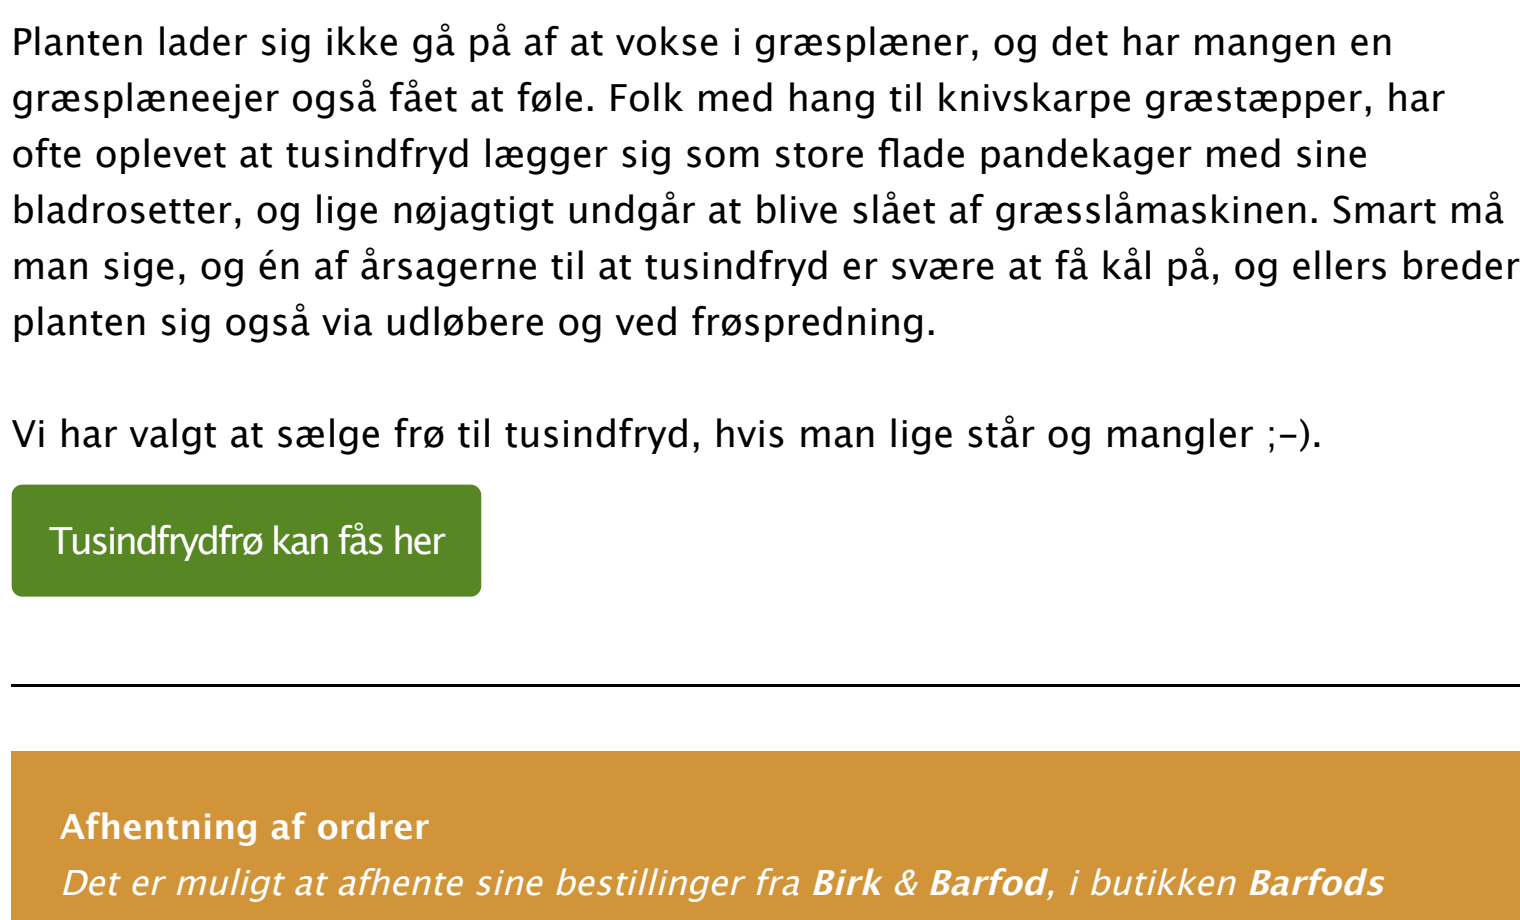 Planten lader sig ikke gå på af at vokse i græsplæner, og det har mangen en
græsplæneejer også fået at føle. Folk med hang til knivskarpe græstæpper, har
ofte oplevet at tusindfryd lægger sig som store flade pandekager med sine
bladrosetter, og lige nøjagtigt undgår at blive slået af græsslåmaskinen. Smart må
man sige, og én af årsagerne til at tusindfryd er svære at få kål på, og ellers breder
planten sig også via udløbere og ved frøspredning.
Vi har valgt at sælge frø til tusindfryd, hvis man lige står og mangler ;-).
Tusindfrydfrø kan fås her
Afhentning af ordrer
Det er muligt at afhente sine bestillinger fra Birk & Barfod, i butikken Barfods